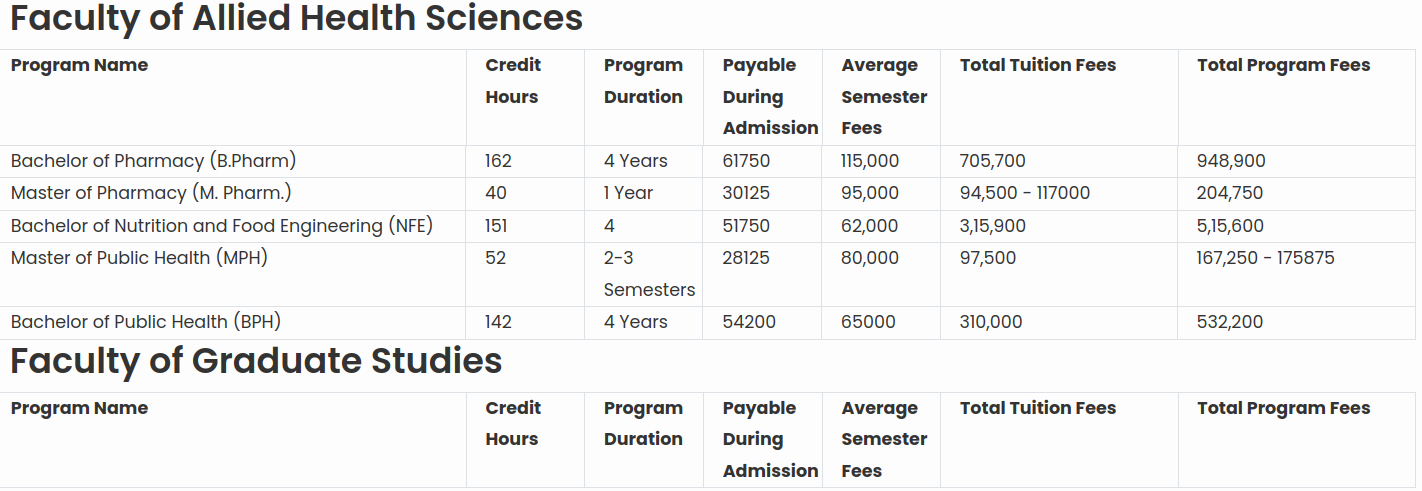 Faculty of Allied Health Sciences
Program Name Credit Program Payable Average Total Tuition Fees Total Program Fees
Hours Duration During Semester
Admission Fees
Bachelor of Pharmacy (B.Pharm) 162 4 Years 61750 115,000 705,700 948,900
Master of Pharmacy (M. Pharm.) 40 1 Year 30125 95,000 94,500 - 117000 204,750
Bachelor of Nutrition and Food Engineering (NFE) 151 4 51750 62,000 3,15,900 5,15,600
Master of Public Health (MPH) 52 2-3 28125 80,000 97,500 167,250 - 175875
Semesters
Bachelor of Public Health (BPH) 142 4 Years 54200 65000 310,000 532,200
Faculty of Graduate Studies
Program Name Credit Program Payable Average Total Tuition Fees Total Program Fees
Hours Duration During Semester
Admission Fees